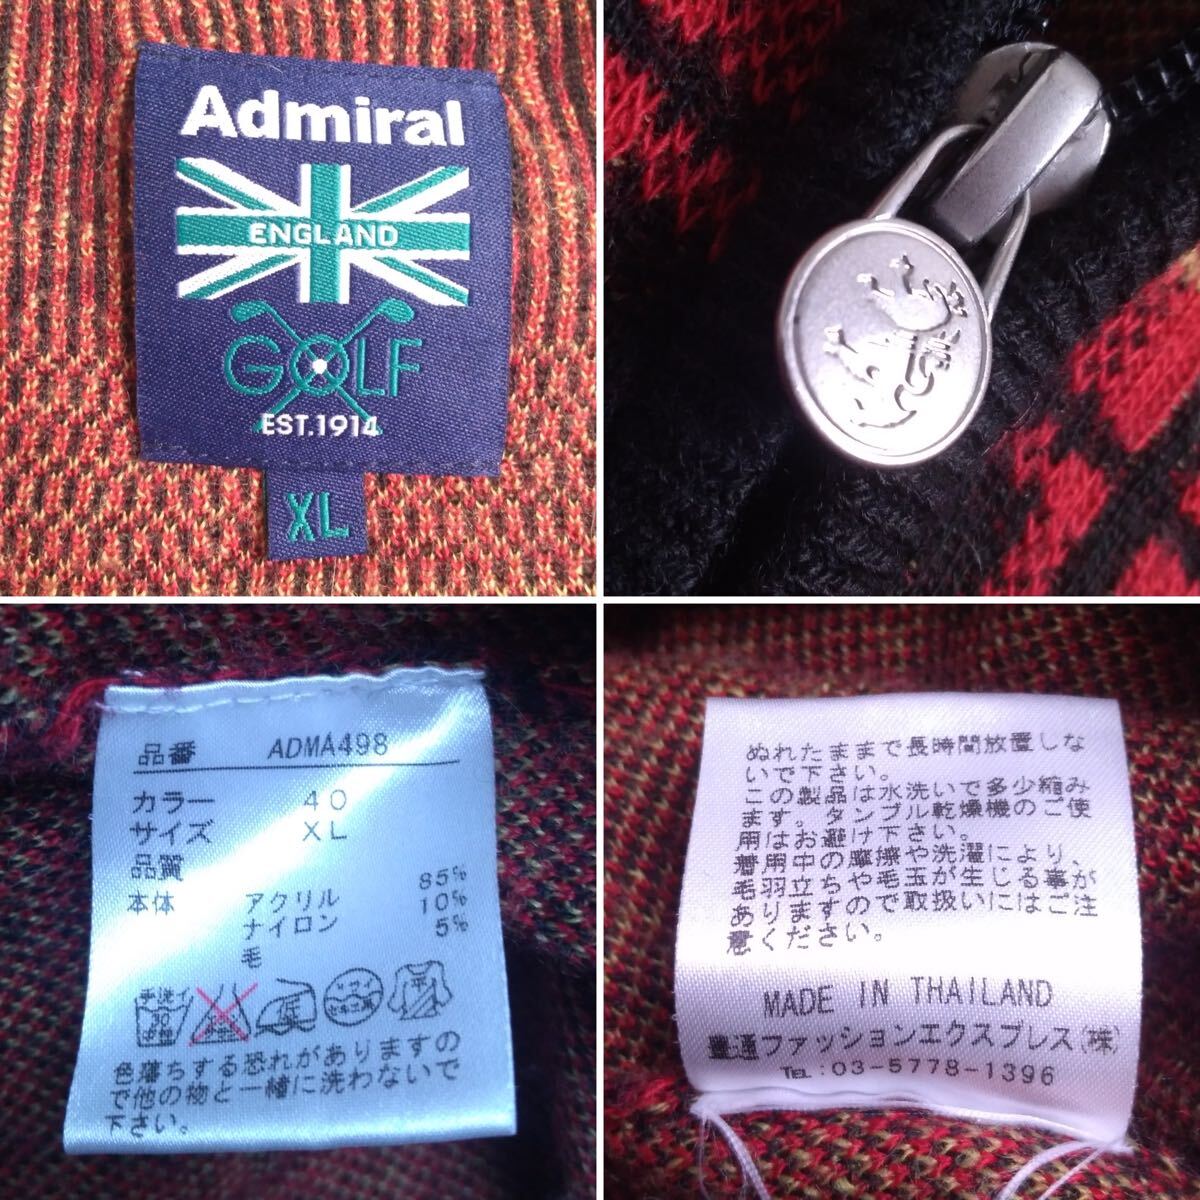 Admiral
ENGLAND
GOLF
EST.1914
XL
品番 ADMA498
カラー 40
サイズ XL
品質
本体 アクリル 85%
ナイロン 10%
毛 5%
手洗イ
30
中
色落ちする恐れがありますの
で他の物と一緒に洗わないで
下さい。
ぬれたままで長時間放置しな
いで下さい。
この製品は水洗いで多少縮み
ます。タンブル乾燥機のご使
用はお避け下さい。
着用中の摩擦や洗濯により、
毛羽立ちや毛玉が生じる事が
ありますので取扱いにはご注
意ください。
MADE IN THAILAND
豊通ファッションエクスプレス(株)
TEL:03-5778-1396